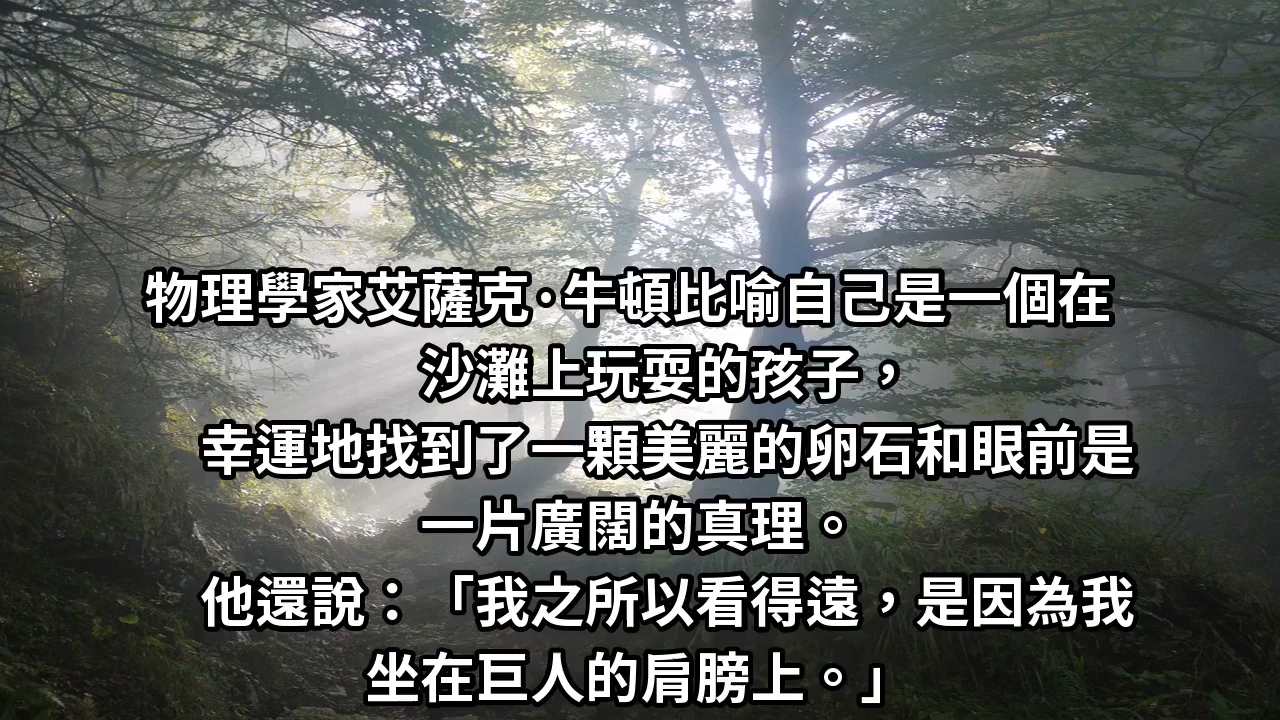 物理學家艾薩克·牛頓比喻自己是一個在
沙灘上玩耍的孩子，
幸運地找到了一顆美麗的卵石和眼前是
一片廣闊的真理。
他還說：「我之所以看得遠，是因為我
坐在巨人的肩膀上。」